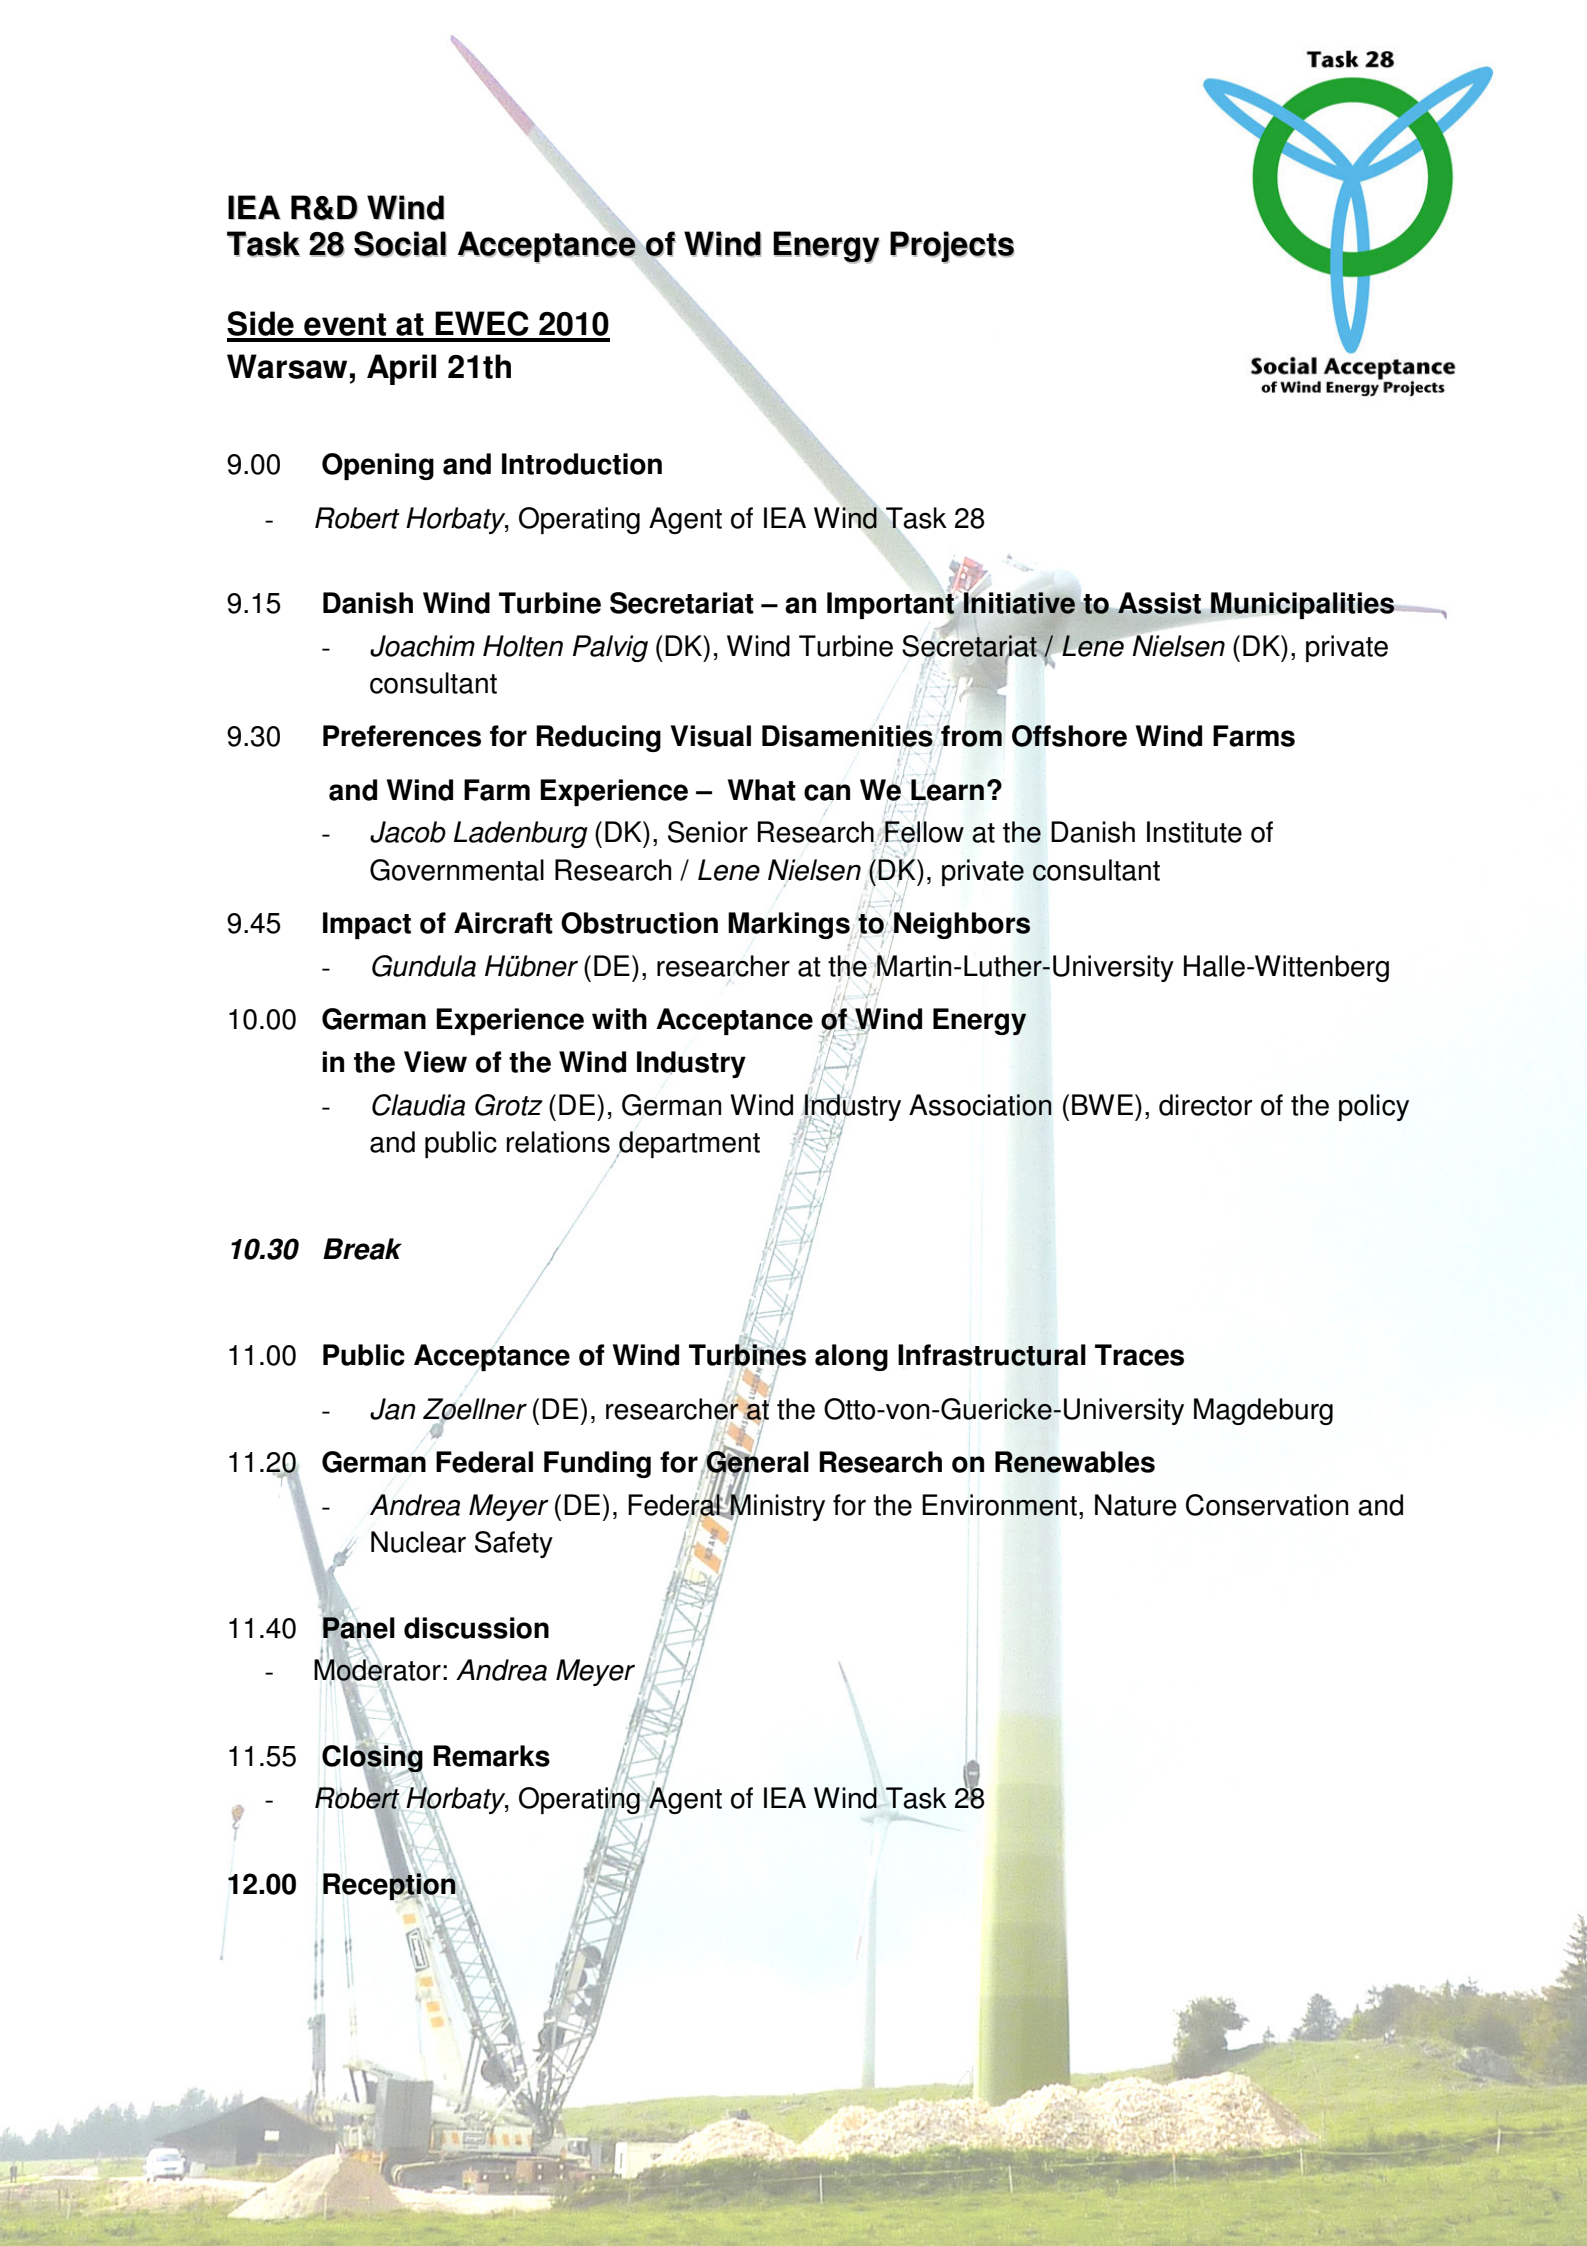 Task 28
Social Acceptance
of Wind Energy Projects
IEA R&D Wind
Task 28 Social Acceptance of Wind Energy Projects
Side event at EWEC 2010
Warsaw, April 21th
9.00 Opening and Introduction
- Robert Horbaty, Operating Agent of IEA Wind Task 28
9.15 Danish Wind Turbine Secretariat – an Important Initiative to Assist Municipalities
- Joachim Holten Palvig (DK), Wind Turbine Secretariat / Lene Nielsen (DK), private
consultant
9.30 Preferences for Reducing Visual Disamenities from Offshore Wind Farms
and Wind Farm Experience – What can We Learn?
- Jacob Ladenburg (DK), Senior Research Fellow at the Danish Institute of
Governmental Research / Lene Nielsen (DK), private consultant
9.45 Impact of Aircraft Obstruction Markings to Neighbors
- Gundula Hübner (DE), researcher at the Martin-Luther-University Halle-Wittenberg
10.00 German Experience with Acceptance of Wind Energy
in the View of the Wind Industry
- Claudia Grotz (DE), German Wind Industry Association (BWE), director of the policy
and public relations department
10.30 Break
11.00 Public Acceptance of Wind Turbines along Infrastructural Traces
- Jan Zoellner (DE), researcher at the Otto-von-Guericke-University Magdeburg
11.20 German Federal Funding for General Research on Renewables
- Andrea Meyer (DE), Federal Ministry for the Environment, Nature Conservation and
Nuclear Safety
11.40 Panel discussion
- Moderator: Andrea Meyer
11.55 Closing Remarks
- Robert Horbaty, Operating Agent of IEA Wind Task 28
12.00 Reception